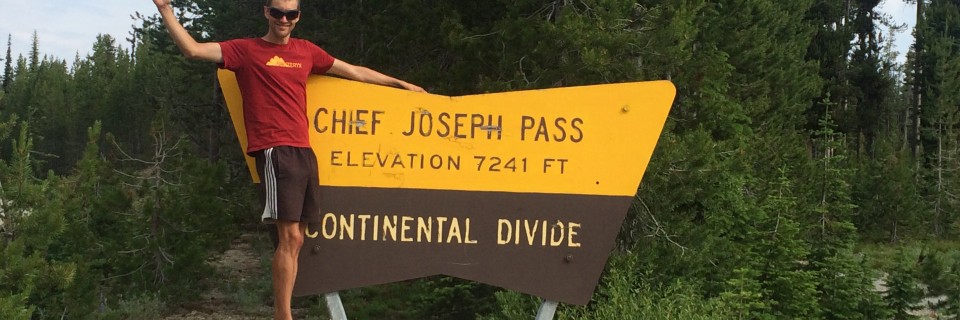 CHIEF JOSEPH PASS
ELEVATION 7241 FT
CONTINENTAL DIVIDE